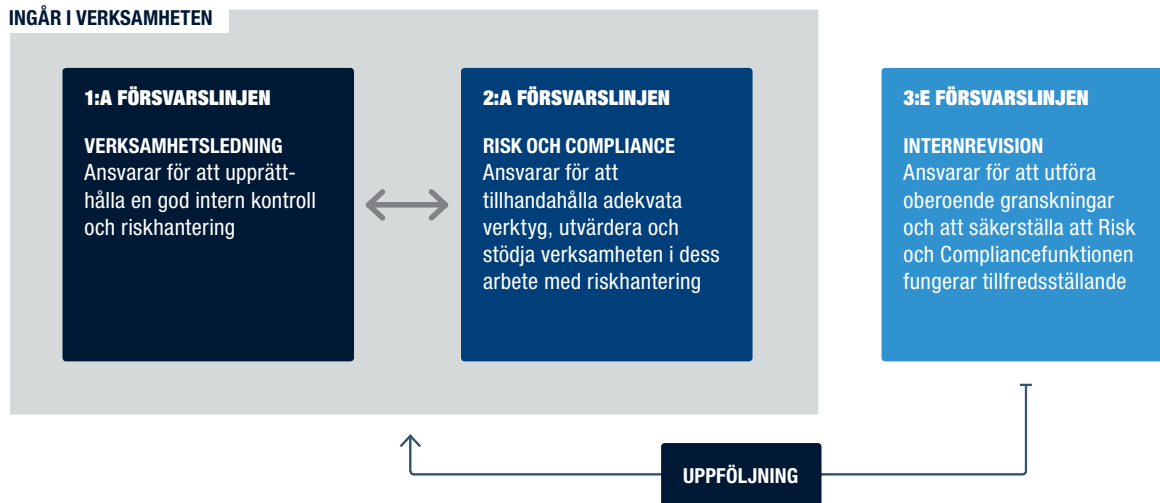 INGÅR I VERKSAMHETEN
1:A FÖRSVARSLINJEN
VERKSAMHETSLEDNING
Ansvarar för att upprätt-
hålla en god intern kontroll
och riskhantering
2:A FÖRSVARSLINJEN
RISK OCH COMPLIANCE
Ansvarar för att
tillhandahålla adekvata
verktyg, utvärdera och
stödja verksamheten i dess
arbete med riskhantering
3:E FÖRSVARSLINJEN
INTERNREVISION
Ansvarar för att utföra
oberoende granskningar
och att säkerställa att Risk
och Compliancefunktionen
fungerar tillfredsställande
UPPFÖLJNING